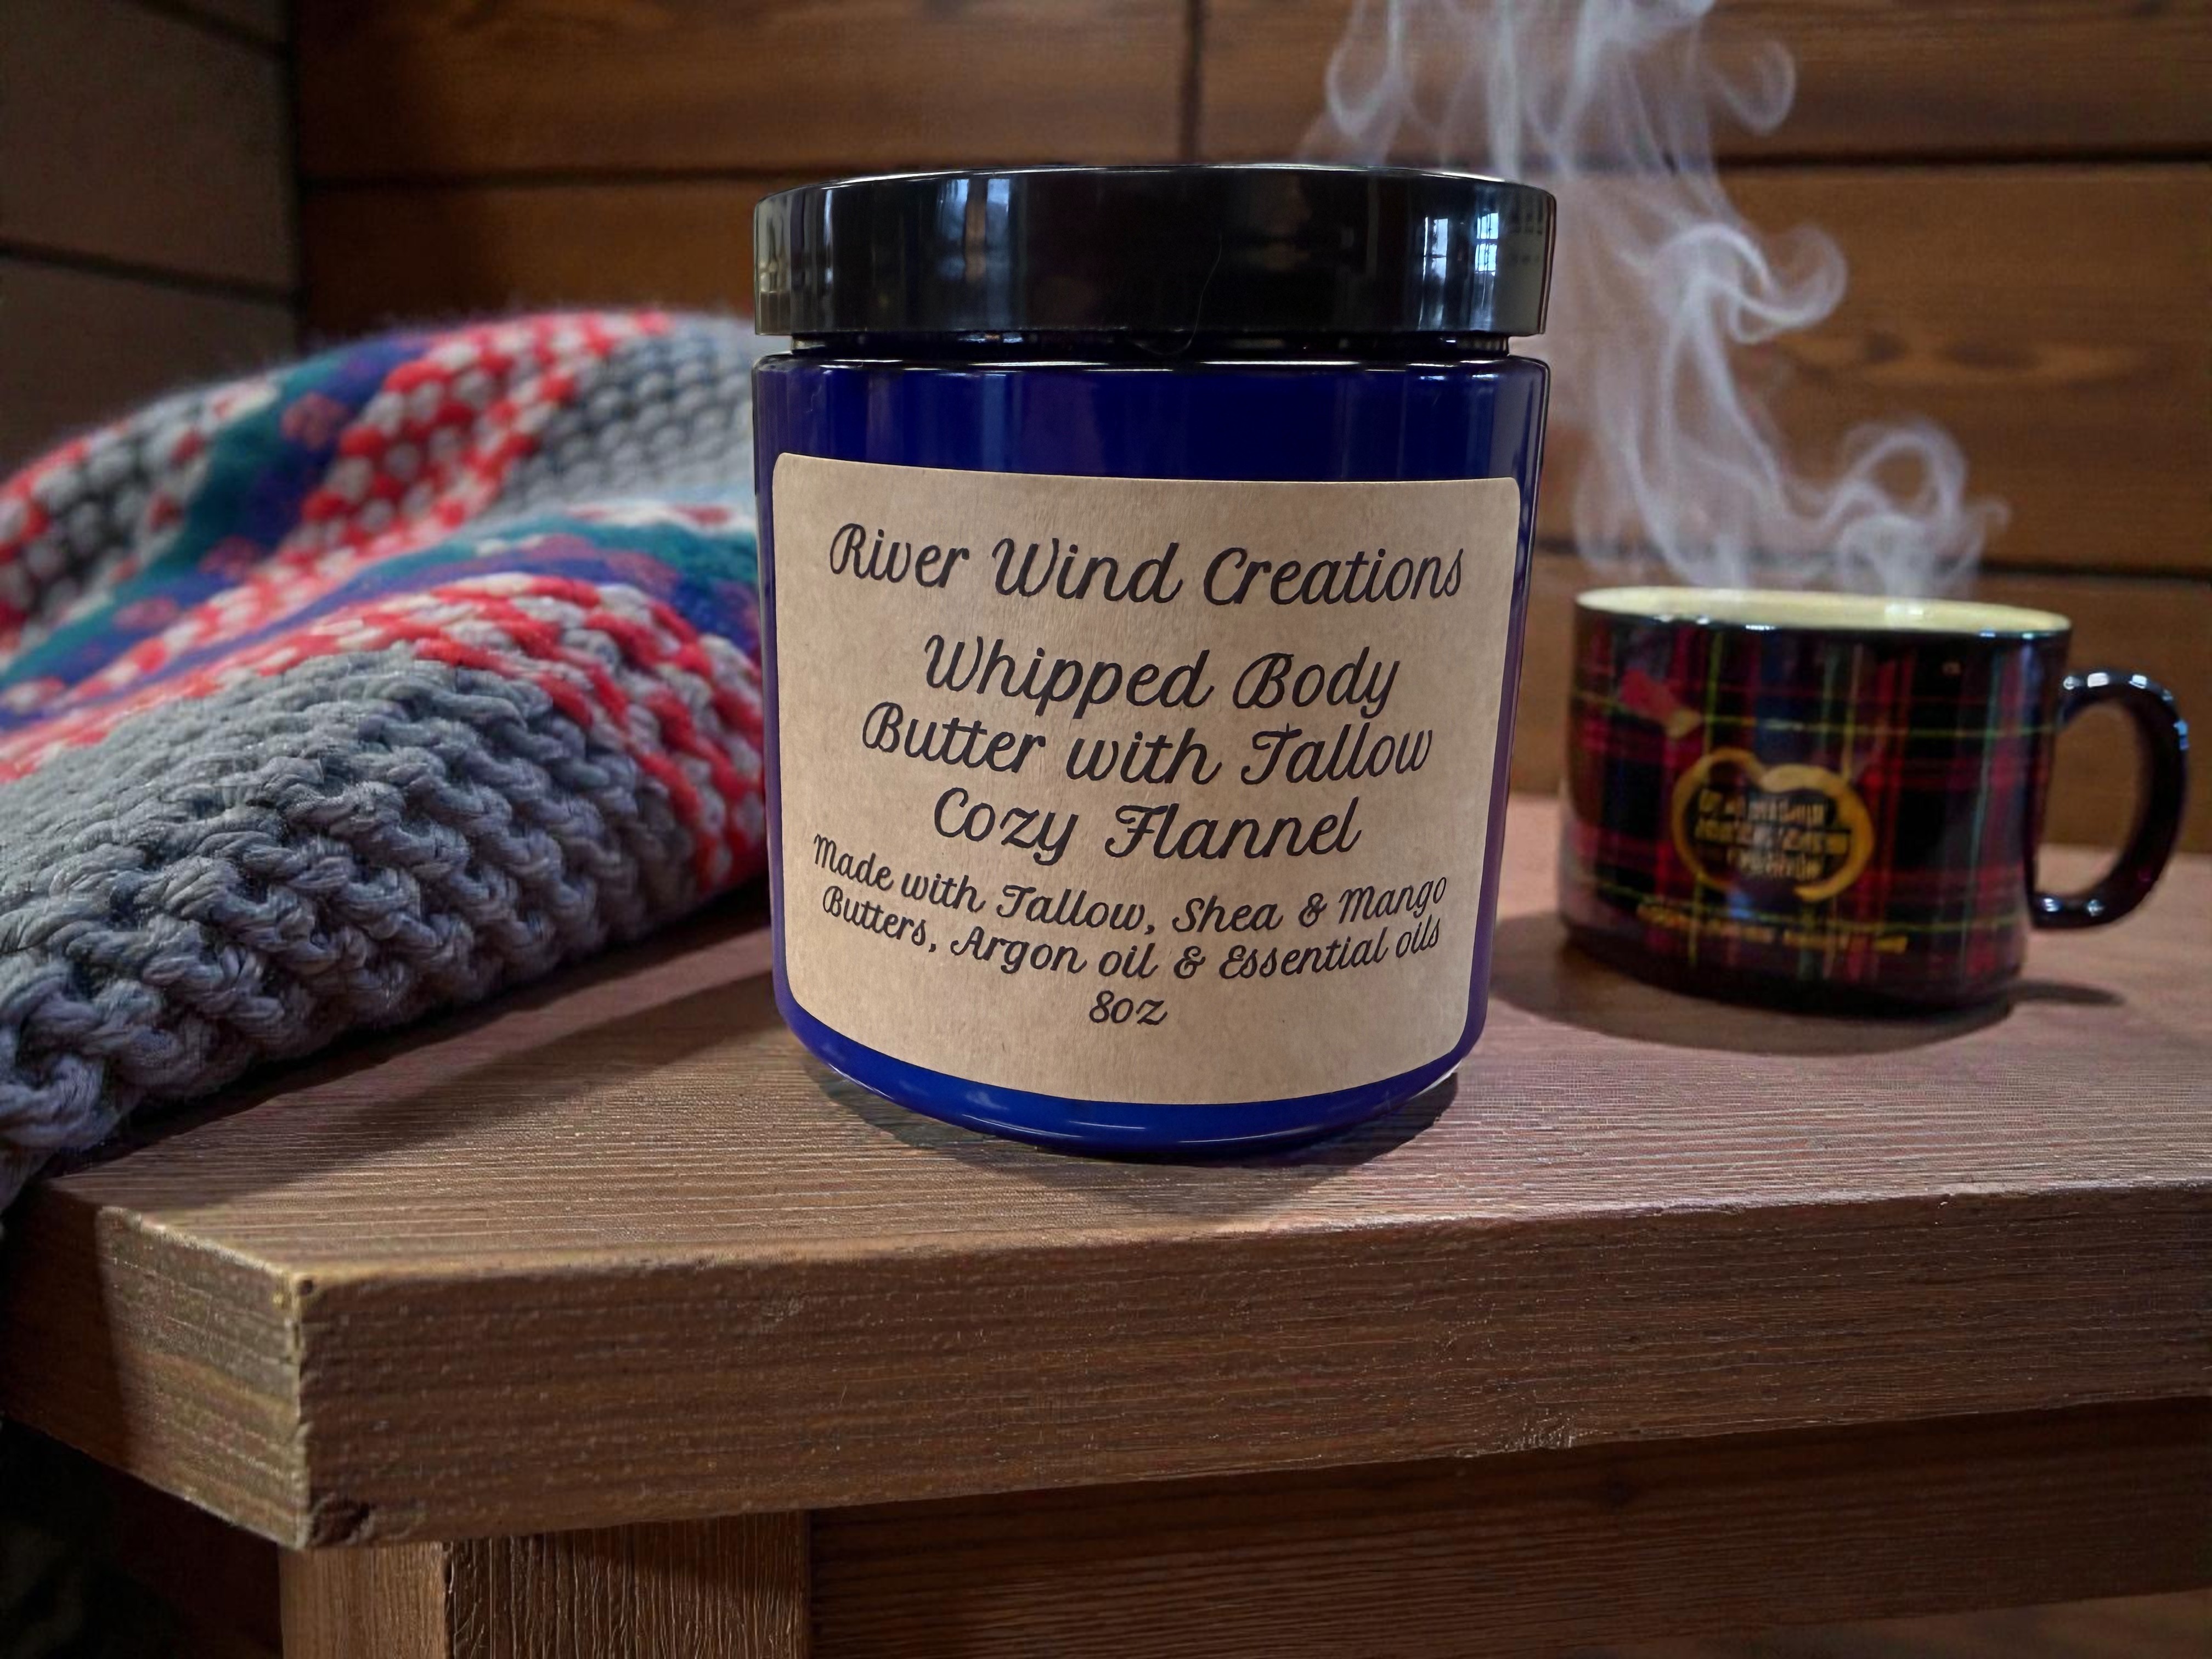 River Wind Creations
Whipped Body
Butter with Tallow
Cozy Flannel
Made with Tallow, Shea & Mango
Butters, Argon oil & Essential oils
8oz